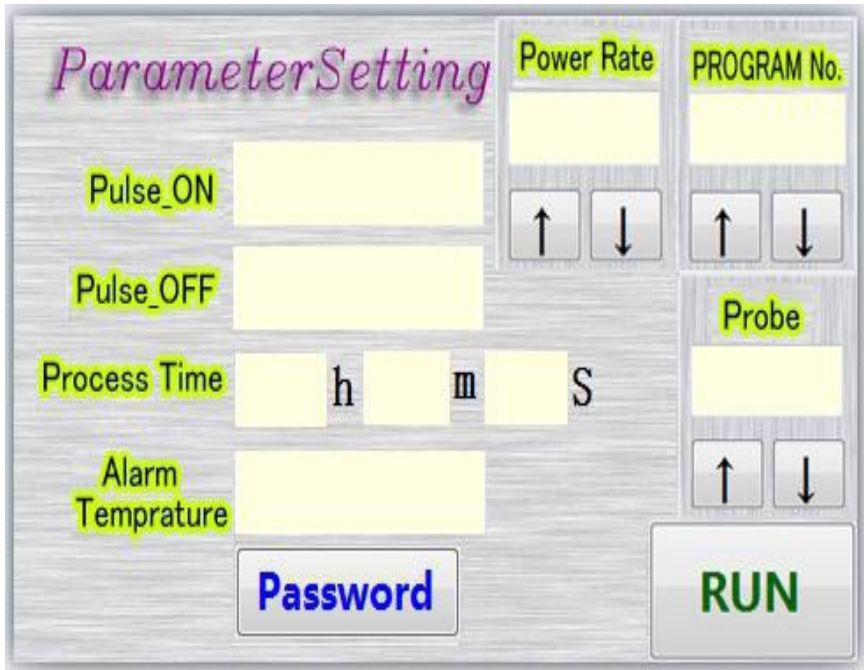 ParameterSetting
Power Rate
PROGRAM No.
Pulse_ON
↑ ↓
↑ ↓
Pulse_OFF
Probe
Process Time h m S
↑ ↓
Alarm
Temprature
Password
RUN